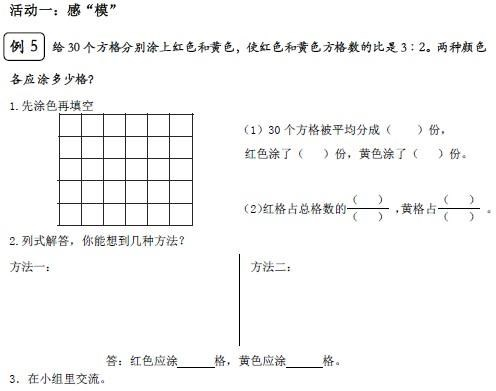 活动一：感“模”
例 5 给 30 个方格分别涂上红色和黄色，使红色和黄色方格数的比是 3∶2。两种颜色
各应涂多少格？
1.先涂色再填空
（1）30 个方格被平均分成（　　）份，
红色涂了（　　）份，黄色涂了（　　）份。
（2）红格占总格数的（　　）/（　　），黄格占（　　）/（　　）。
2.列式解答，你能想到几种方法？
方法一： 方法二：
答：红色应涂______格，黄色应涂______格。
3．在小组里交流。